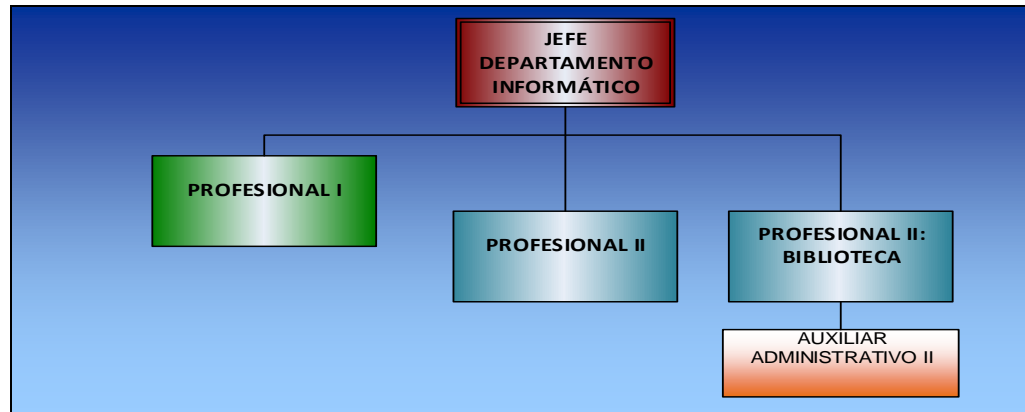 JEFE
DEPARTAMENTO
INFORMÁTICO
PROFESIONAL I
PROFESIONAL II
PROFESIONAL II:
BIBLIOTECA
AUXILIAR
ADMINISTRATIVO II